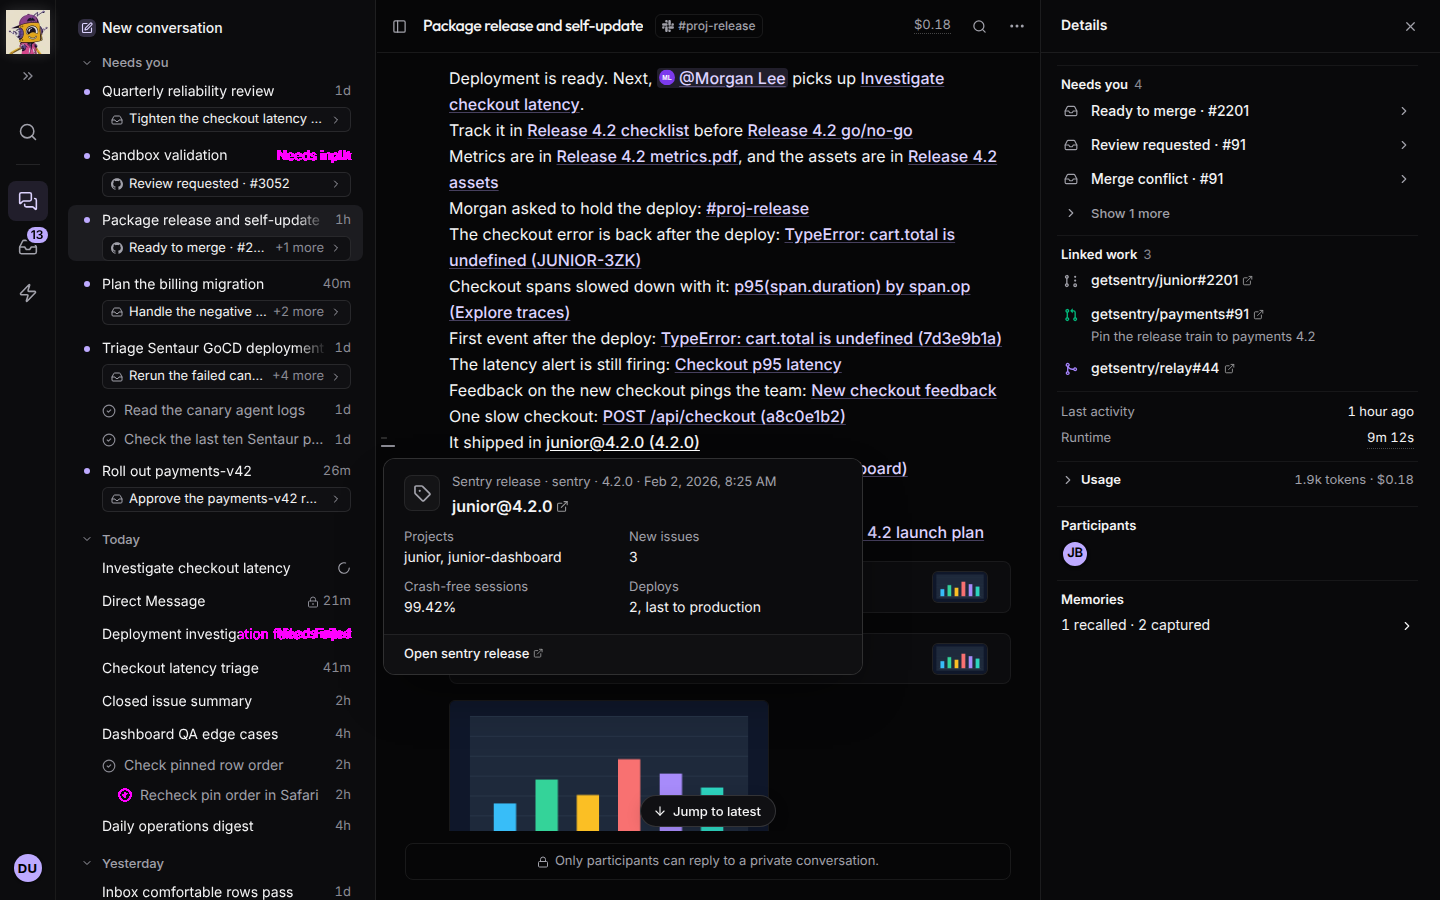 New conversation
Needs you
Quarterly reliability review 1d
Tighten the checkout latency ...
Sandbox validation
Review requested · #3052
Package release and self-update 1h
Ready to merge · #2... +1 more
13
Plan the billing migration 40m
Handle the negative ... +2 more
Triage Sentaur GoCD deployment 1d
Rerun the failed can... +4 more
Read the canary agent logs 1d
Check the last ten Sentaur p... 1d
Roll out payments-v42 26m
Approve the payments-v42 r...
Today
Investigate checkout latency
Direct Message 21m
Deployment investigation
Checkout latency triage 41m
Closed issue summary 2h
Dashboard QA edge cases 4h
Check pinned row order 2h
Recheck pin order in Safari 2h
Daily operations digest 4h
Yesterday
Inbox comfortable rows pass 1d
DU
Package release and self-update #proj-release $0.18
Deployment is ready. Next, ML @Morgan Lee picks up Investigate
checkout latency.
Track it in Release 4.2 checklist before Release 4.2 go/no-go
Metrics are in Release 4.2 metrics.pdf, and the assets are in Release 4.2
assets
Morgan asked to hold the deploy: #proj-release
The checkout error is back after the deploy: TypeError: cart.total is
undefined (JUNIOR-3ZK)
Checkout spans slowed down with it: p95(span.duration) by span.op
(Explore traces)
First event after the deploy: TypeError: cart.total is undefined (7d3e9b1a)
The latency alert is still firing: Checkout p95 latency
Feedback on the new checkout pings the team: New checkout feedback
One slow checkout: POST /api/checkout (a8c0e1b2)
It shipped in junior@4.2.0 (4.2.0)
oard)
4.2 launch plan
Sentry release · sentry · 4.2.0 · Feb 2, 2026, 8:25 AM
junior@4.2.0
Projects New issues
junior, junior-dashboard 3
Crash-free sessions Deploys
99.42% 2, last to production
Open sentry release
Jump to latest
Only participants can reply to a private conversation.
Details
Needs you 4
Ready to merge · #2201
Review requested · #91
Merge conflict · #91
Show 1 more
Linked work 3
getsentry/junior#2201
getsentry/payments#91
Pin the release train to payments 4.2
getsentry/relay#44
Last activity 1 hour ago
Runtime 9m 12s
Usage 1.9k tokens · $0.18
Participants
JB
Memories
1 recalled · 2 captured